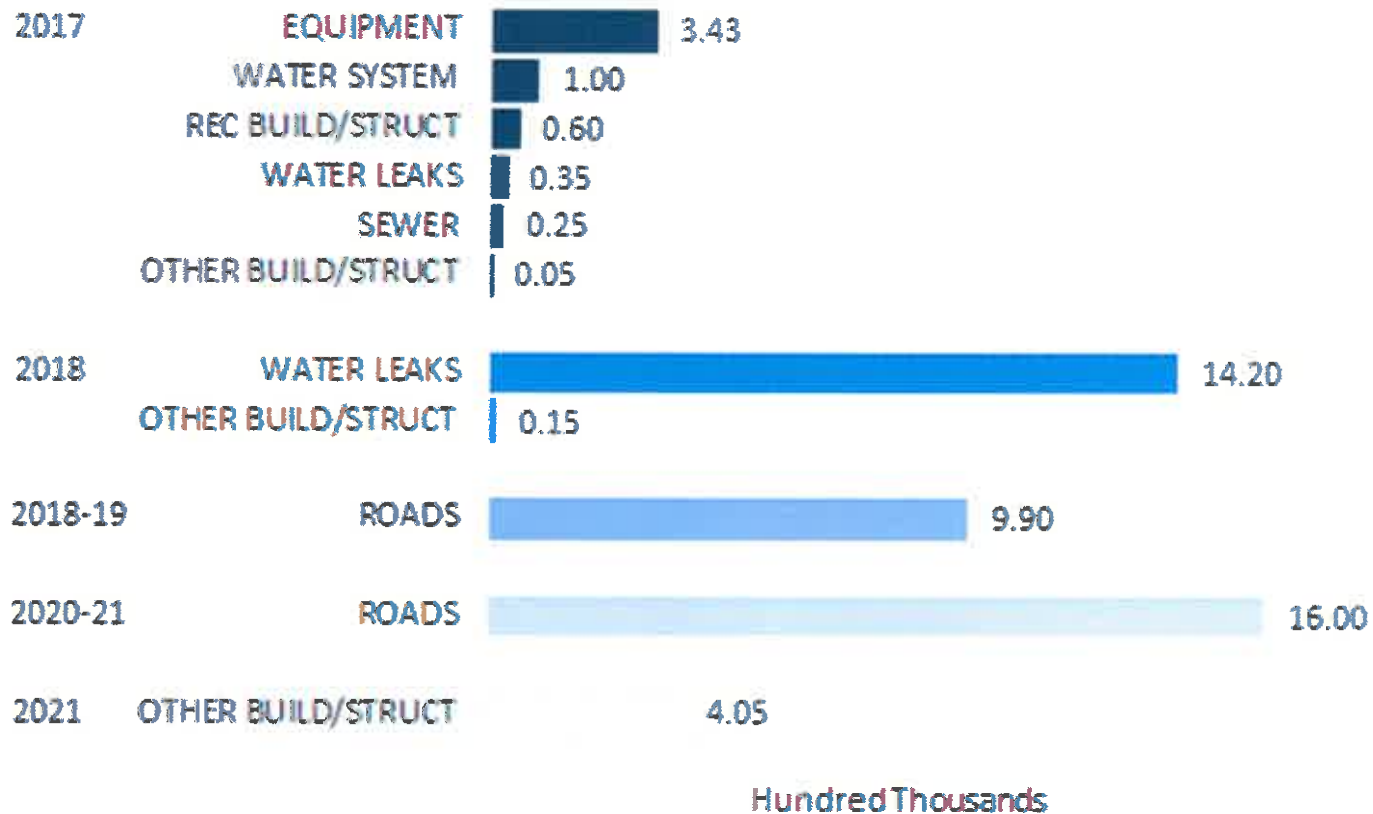 2017 EQUIPMENT 3.43
WATER SYSTEM 1.00
REC BUILD/STRUCT 0.60
WATER LEAKS 0.35
SEWER 0.25
OTHER BUILD/STRUCT 0.05
2018 WATER LEAKS 14.20
OTHER BUILD/STRUCT 0.15
2018-19 ROADS 9.90
2020-21 ROADS 16.00
2021 OTHER BUILD/STRUCT 4.05
Hundred Thousands